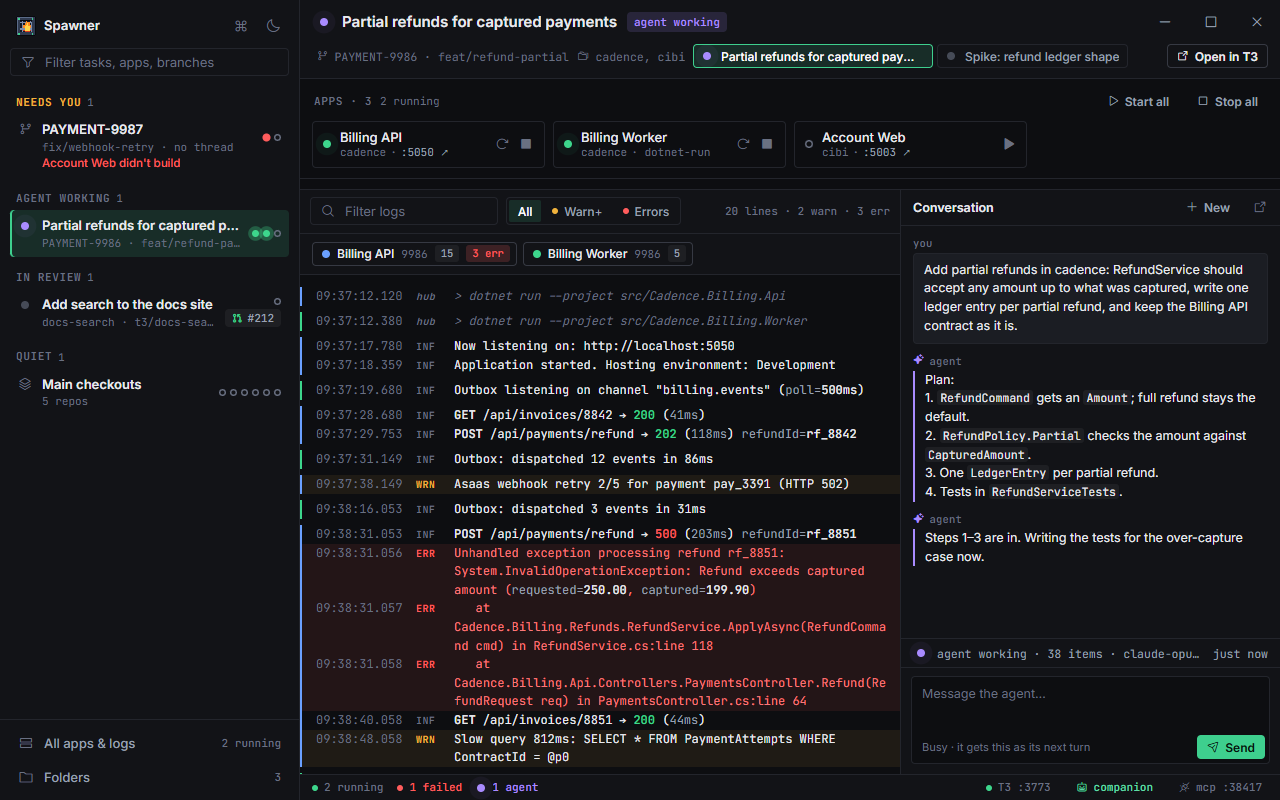 Spawner
Filter tasks, apps, branches
NEEDS YOU 1
PAYMENT-9987
fix/webhook-retry · no thread
Account Web didn't build
AGENT WORKING 1
Partial refunds for captured p...
PAYMENT-9986 · feat/refund-pa…
IN REVIEW 1
Add search to the docs site
docs-search · t3/docs-sea… #212
QUIET 1
Main checkouts
5 repos
All apps & logs 2 running
Folders 3
Partial refunds for captured payments agent working
PAYMENT-9986 · feat/refund-partial cadence, cibi Partial refunds for captured pay... Spike: refund ledger shape Open in T3
APPS · 3 2 running Start all Stop all
Billing API
cadence · :5050 ↗
Billing Worker
cadence · dotnet-run
Account Web
cibi · :5003 ↗
Filter logs All Warn+ Errors 20 lines · 2 warn · 3 err
Billing API 9986 15 3 err Billing Worker 9986 5
09:37:12.120 hub > dotnet run --project src/Cadence.Billing.Api
09:37:12.380 hub > dotnet run --project src/Cadence.Billing.Worker
09:37:17.780 INF Now listening on: http://localhost:5050
09:37:18.359 INF Application started. Hosting environment: Development
09:37:19.680 INF Outbox listening on channel "billing.events" (poll=500ms)
09:37:28.680 INF GET /api/invoices/8842 → 200 (41ms)
09:37:29.753 INF POST /api/payments/refund → 202 (118ms) refundId=rf_8842
09:37:31.149 INF Outbox: dispatched 12 events in 86ms
09:37:38.149 WRN Asaas webhook retry 2/5 for payment pay_3391 (HTTP 502)
09:38:16.053 INF Outbox: dispatched 3 events in 31ms
09:38:31.053 INF POST /api/payments/refund → 500 (203ms) refundId=rf_8851
09:38:31.056 ERR Unhandled exception processing refund rf_8851:
System.InvalidOperationException: Refund exceeds captured
amount (requested=250.00, captured=199.90)
09:38:31.057 ERR at
Cadence.Billing.Refunds.RefundService.ApplyAsync(RefundComma
nd cmd) in RefundService.cs:line 118
09:38:31.058 ERR at
Cadence.Billing.Api.Controllers.PaymentsController.Refund(Re
fundRequest req) in PaymentsController.cs:line 64
09:38:40.058 INF GET /api/invoices/8851 → 200 (44ms)
09:38:48.058 WRN Slow query 812ms: SELECT * FROM PaymentAttempts WHERE
ContractId = @p0
Conversation New
you
Add partial refunds in cadence: RefundService should
accept any amount up to what was captured, write one
ledger entry per partial refund, and keep the Billing API
contract as it is.
agent
Plan:
1. RefundCommand gets an Amount; full refund stays the
default.
2. RefundPolicy.Partial checks the amount against
CapturedAmount.
3. One LedgerEntry per partial refund.
4. Tests in RefundServiceTests.
agent
Steps 1–3 are in. Writing the tests for the over-capture
case now.
agent working · 38 items · claude-opu… just now
Message the agent...
Busy · it gets this as its next turn Send
2 running 1 failed 1 agent T3 :3773 companion mcp :38417